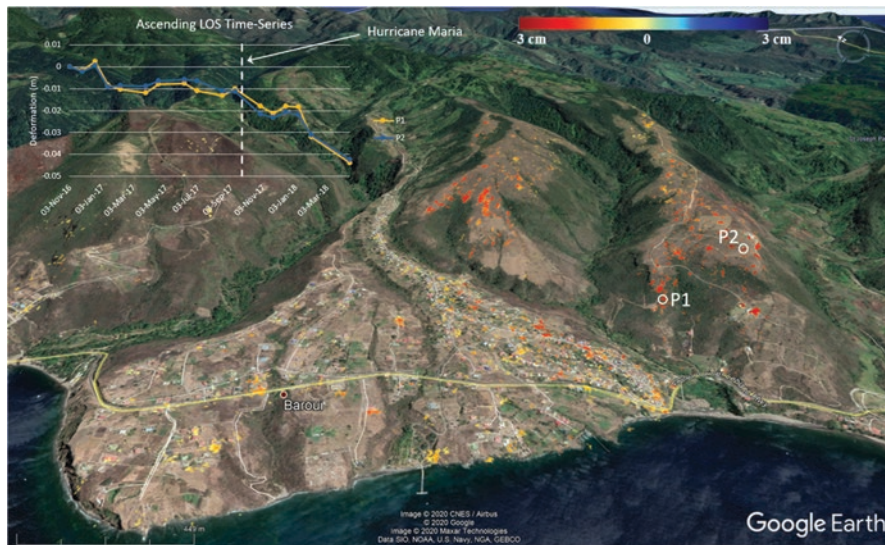 Ascending LOS Time-Series
Hurricane Maria
-3 cm 0 3 cm
Deformation [m]
0.01
0
-0.01
-0.02
-0.03
-0.04
-0.05
03-Nov-16
03-Jan-17
03-Mar-17
03-May-17
03-Jul-17
03-Sep-17
03-Jan-18
03-Mar-18
P1
P2
P2
P1
Barour
Image © 2020 CNES / Airbus
© 2020 Google
Image © 2020 Maxar Technologies
Data SIO, NOAA, U.S. Navy, NGA, GEBCO
Google Earth